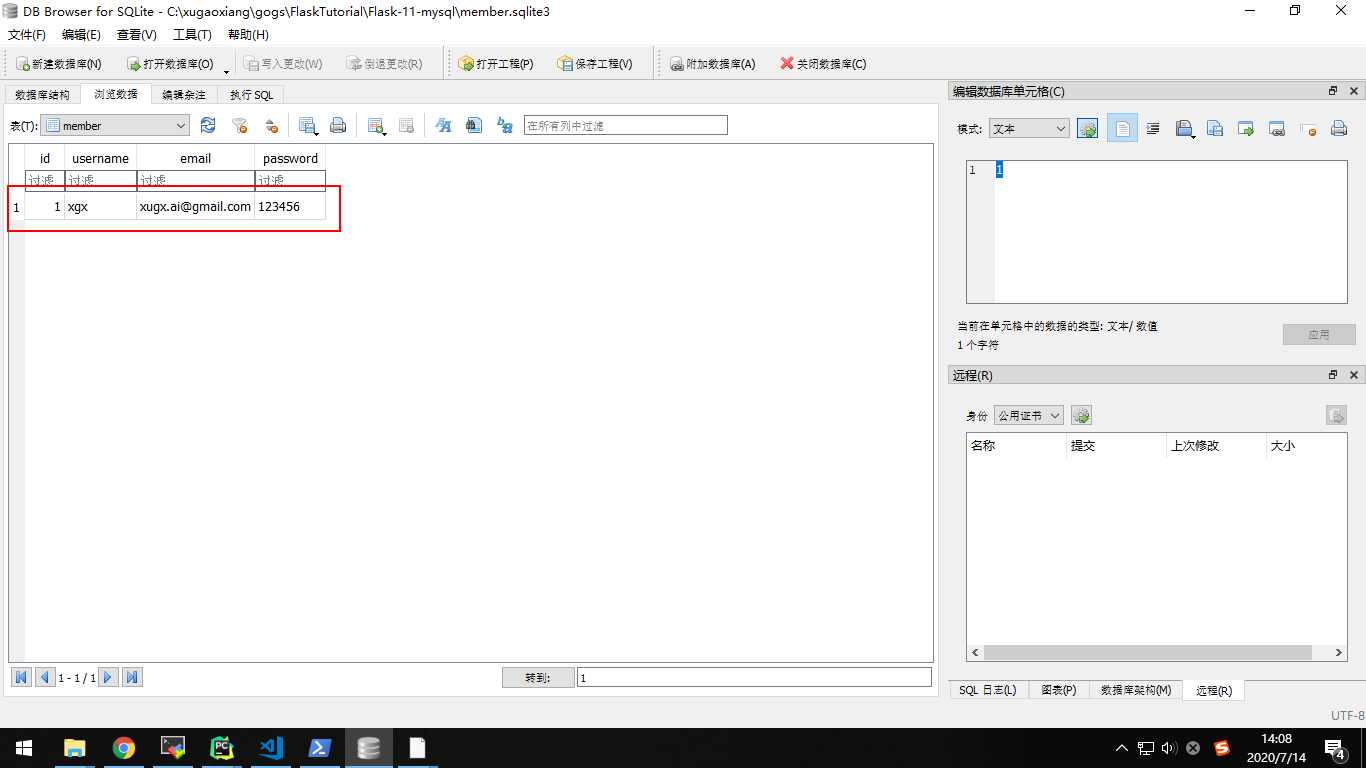 DB Browser for SQLite - C:\xugaoxiang\gogs\FlaskTutorial\Flask-11-mysql\member.sqlite3
文件(F) 编辑(E) 查看(V) 工具(T) 帮助(H)
新建数据库(N) 打开数据库(O) 写入更改(W) 倒退更改(R) 打开工程(P) 保存工程(V) 附加数据库(A) 关闭数据库(C)
数据库结构 浏览数据 编辑杂注 执行 SQL
表(T): member 在所有列中过滤
id username email password
过滤 过滤 过滤 过滤
1 1 xgx xugx.ai@gmail.com 123456
1 - 1 / 1 转到: 1
编辑数据库单元格(C)
模式: 文本
1 1
当前在单元格中的数据的类型: 文本/ 数值
1 个字符
应用
远程(R)
身份 公用证书
名称 提交 上次修改 大小
SQL 日志(L) 图表(P) 数据库架构(M) 远程(R)
UTF-8
PC
14:08
2020/7/14
4